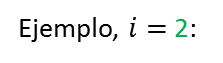 Ejemplo, 𝑖 = 2: